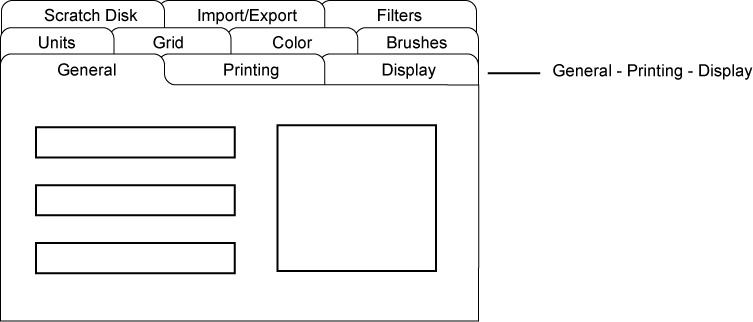 Scratch Disk Import/Export Filters
Units Grid Color Brushes
General Printing Display
General - Printing - Display